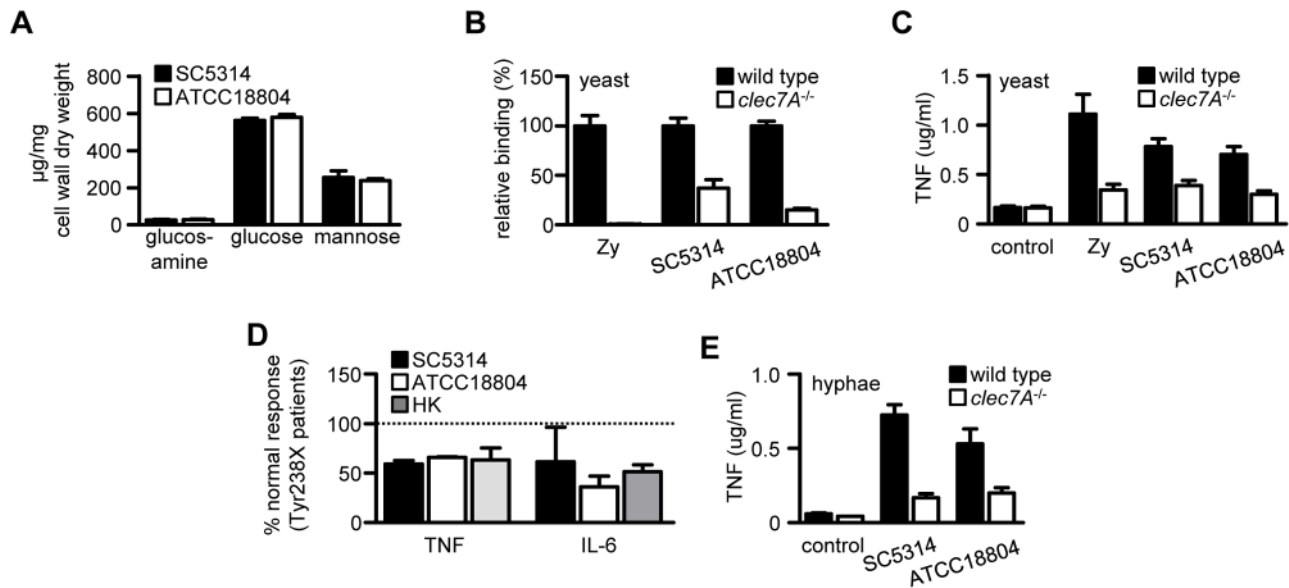 A
µg/mg
cell wall dry weight
800
600
400
200
0
SC5314
ATCC18804
glucos-
amine
glucose
mannose
B
relative binding (%)
150
100
50
0
yeast
wild type
clec7A-/-
Zy
SC5314
ATCC18804
C
TNF (ug/ml)
1.5
1.0
0.5
0
yeast
wild type
clec7A-/-
control
Zy
SC5314
ATCC18804
D
% normal response
(Tyr238X patients)
150
100
50
0
SC5314
ATCC18804
HK
TNF
IL-6
E
TNF (ug/ml)
1.0
0.5
0
hyphae
wild type
clec7A-/-
control
SC5314
ATCC18804